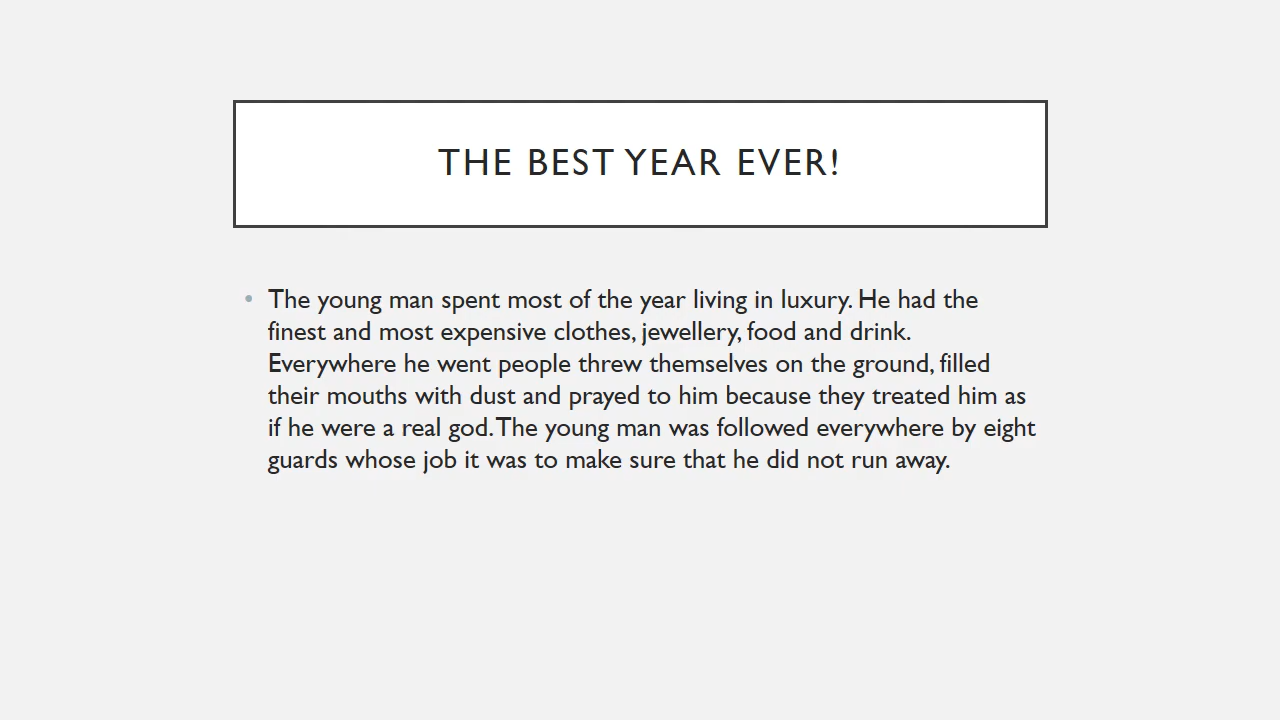 THE BEST YEAR EVER!
• The young man spent most of the year living in luxury. He had the
finest and most expensive clothes, jewellery, food and drink.
Everywhere he went people threw themselves on the ground, filled
their mouths with dust and prayed to him because they treated him as
if he were a real god. The young man was followed everywhere by eight
guards whose job it was to make sure that he did not run away.